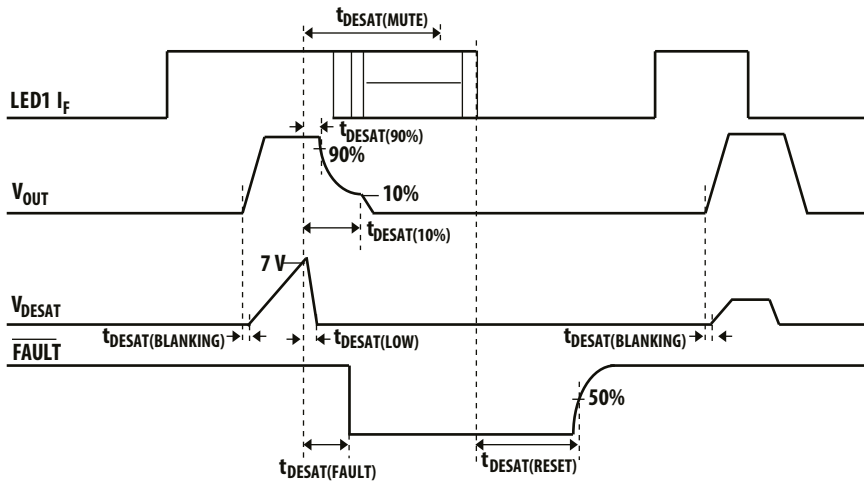 tDESAT(MUTE)
LED1 IF
tDESAT(90%)
90%
VOUT
10%
tDESAT(10%)
7 V
VDESAT
tDESAT(BLANKING)
tDESAT(LOW)
tDESAT(BLANKING)
FAULT
50%
tDESAT(FAULT)
tDESAT(RESET)